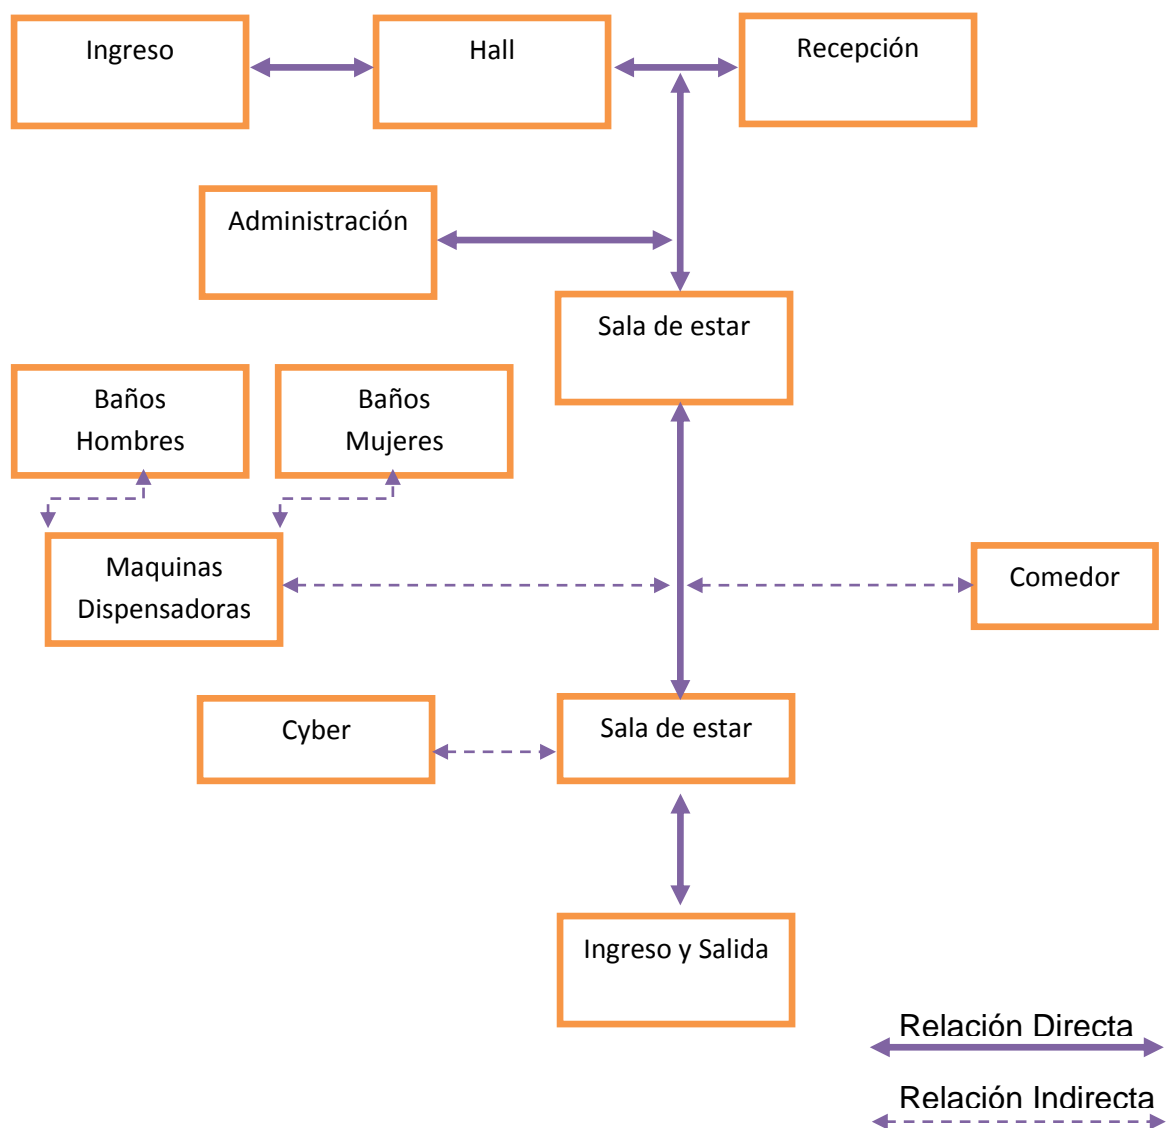 Ingreso
Hall
Recepción
Administración
Sala de estar
Baños
Hombres
Baños
Mujeres
Maquinas
Dispensadoras
Comedor
Cyber
Sala de estar
Ingreso y Salida
Relación Directa
Relación Indirecta